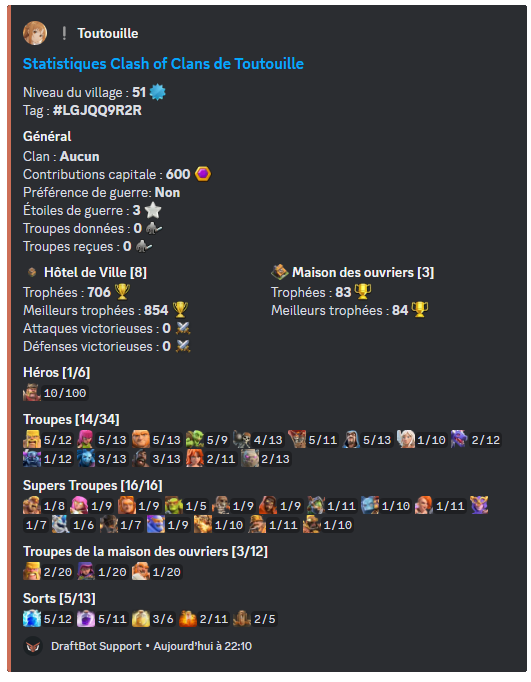 Toutouille
Statistiques Clash of Clans de Toutouille
Niveau du village : 51
Tag : #LGJQQ9R2R
Général
Clan : Aucun
Contributions capitale : 600
Préférence de guerre: Non
Étoiles de guerre : 3
Troupes données : 0
Troupes reçues : 0
Hôtel de Ville [8]
Trophées : 706
Meilleurs trophées : 854
Attaques victorieuses : 0
Défenses victorieuses : 0
Maison des ouvriers [3]
Trophées : 83
Meilleurs trophées : 84
Héros [1/6]
10/100
Troupes [14/34]
5/12 5/13 5/13 5/9 4/13 5/11 5/13 1/10 2/12
1/12 3/13 3/13 2/11 2/13
Supers Troupes [16/16]
1/8 1/9 1/9 1/5 1/9 1/9 1/11 1/10 1/11
1/7 1/6 1/7 1/9 1/10 1/11 1/10
Troupes de la maison des ouvriers [3/12]
2/20 1/20 1/20
Sorts [5/13]
5/12 5/11 3/6 2/11 2/5
DraftBot Support • Aujourd'hui à 22:10